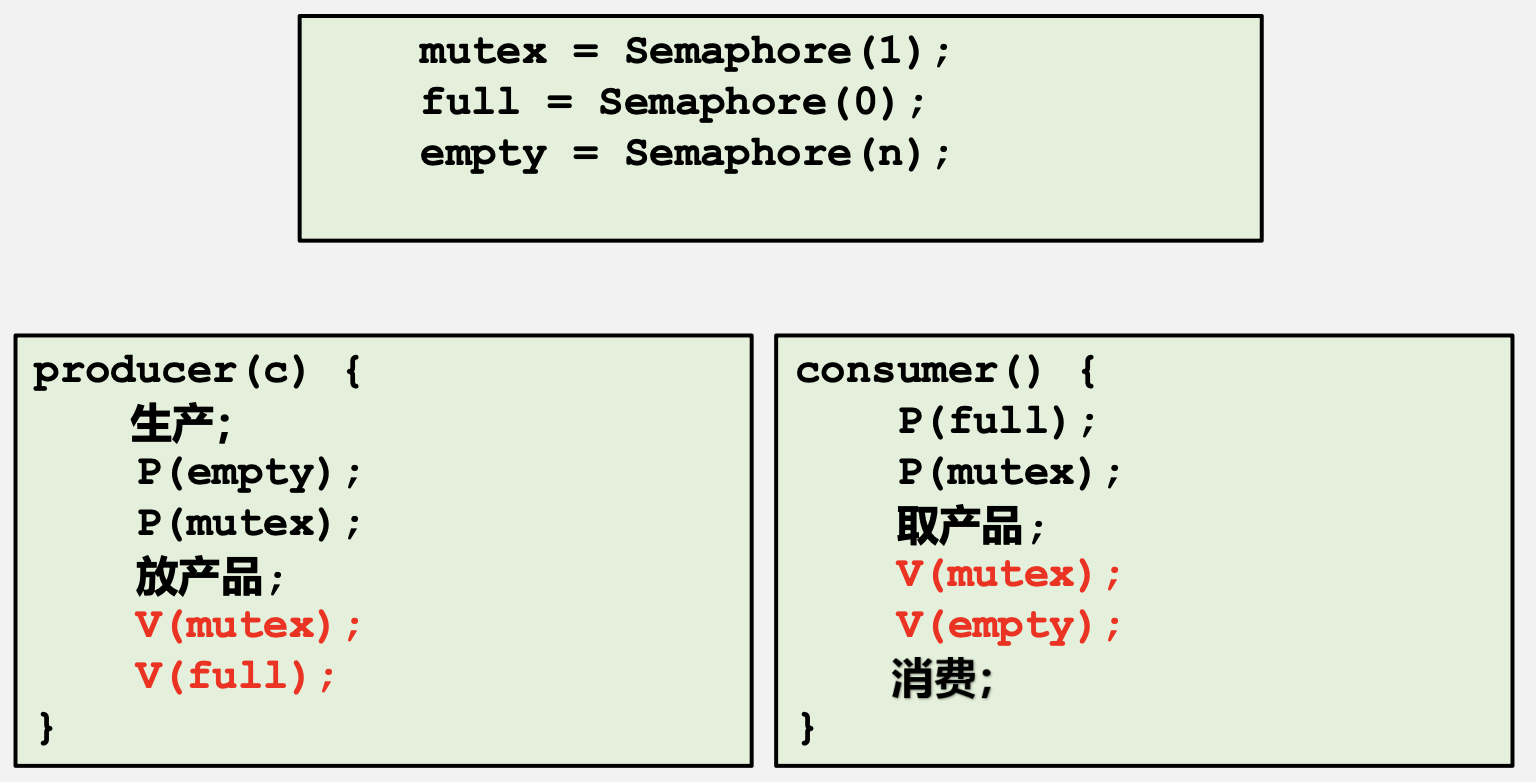 mutex = Semaphore(1);
full = Semaphore(0);
empty = Semaphore(n);
producer(c) {
生产;
P(empty);
P(mutex);
放产品;
V(mutex);
V(full);
}
consumer() {
P(full);
P(mutex);
取产品;
V(mutex);
V(empty);
消费;
}